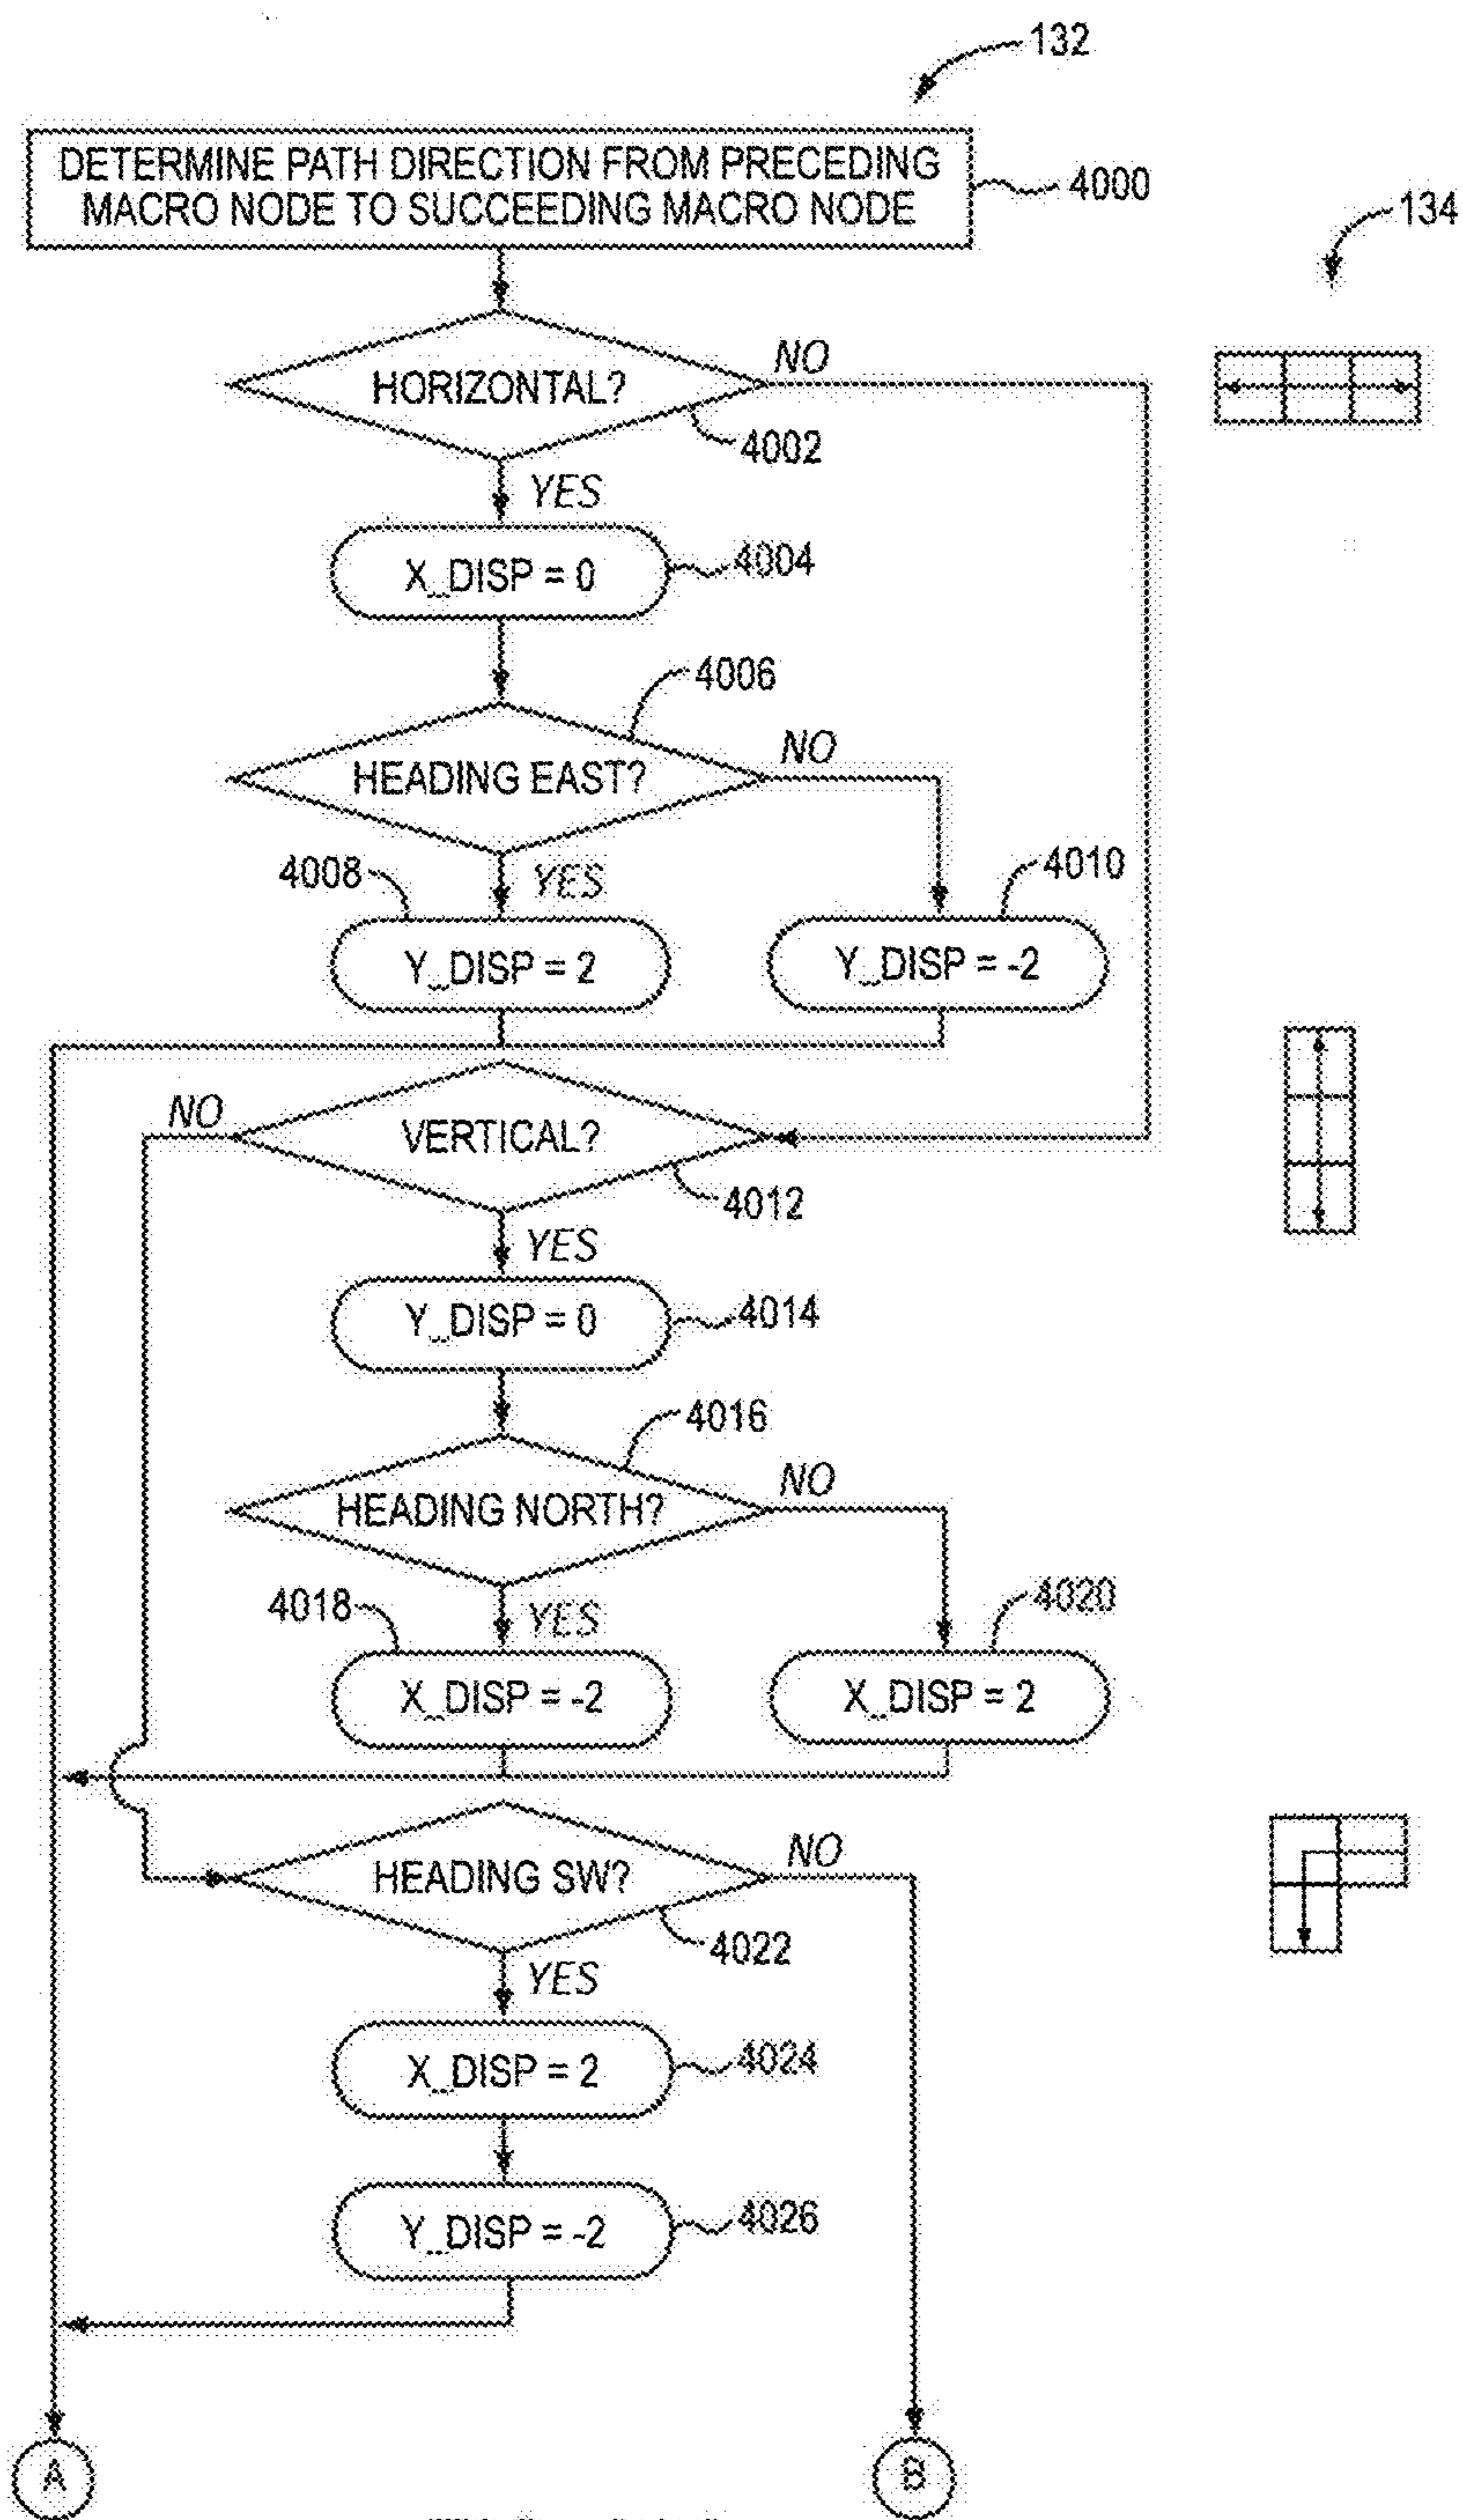 132
DETERMINE PATH DIRECTION FROM PRECEDING
MACRO NODE TO SUCCEEDING MACRO NODE
4000
134
HORIZONTAL?
NO
4002
YES
X_DISP = 0
4004
4006
HEADING EAST?
NO
4008
YES
4010
Y_DISP = 2
Y_DISP = -2
NO
VERTICAL?
4012
YES
Y_DISP = 0
4014
4016
HEADING NORTH?
NO
4018
YES
4020
X_DISP = -2
X_DISP = 2
HEADING SW?
NO
4022
YES
X_DISP = 2
4024
Y_DISP = -2
4026
A
B